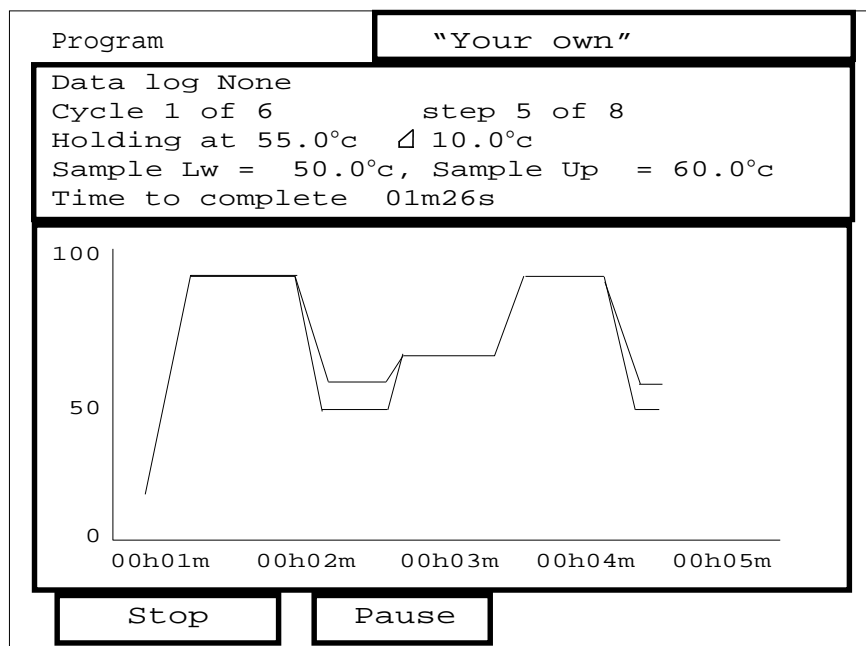 Program “Your own”
Data log None
Cycle 1 of 6 step 5 of 8
Holding at 55.0°c ⊿ 10.0°c
Sample Lw = 50.0°c, Sample Up = 60.0°c
Time to complete 01m26s
100
50
0
00h01m 00h02m 00h03m 00h04m 00h05m
Stop Pause